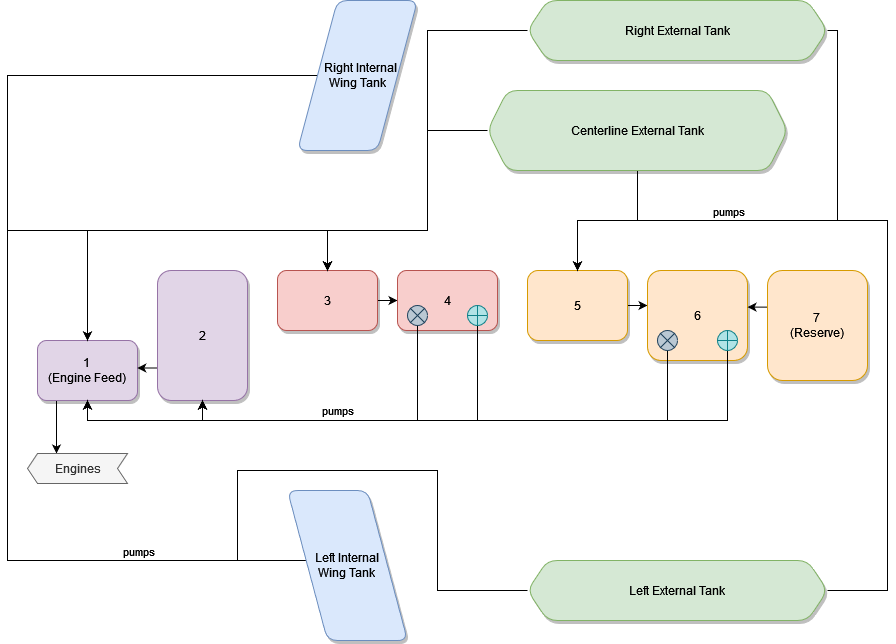 Right Internal
Wing Tank
Right External Tank
Centerline External Tank
pumps
3
4
5
6
7
(Reserve)
2
1
(Engine Feed)
pumps
Engines
pumps
Left Internal
Wing Tank
Left External Tank